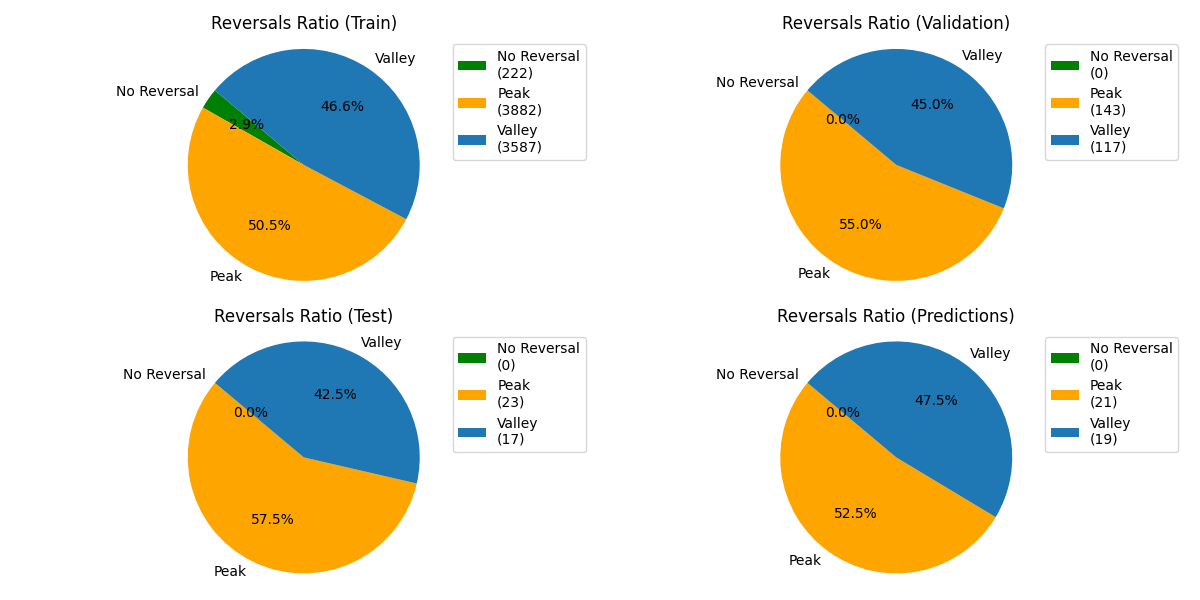 Reversals Ratio (Train)
No Reversal
Valley
Peak
2.9%
46.6%
50.5%
No Reversal
(222)
Peak
(3882)
Valley
(3587)
Reversals Ratio (Validation)
No Reversal
Valley
Peak
0.0%
45.0%
55.0%
No Reversal
(0)
Peak
(143)
Valley
(117)
Reversals Ratio (Test)
No Reversal
Valley
Peak
0.0%
42.5%
57.5%
No Reversal
(0)
Peak
(23)
Valley
(17)
Reversals Ratio (Predictions)
No Reversal
Valley
Peak
0.0%
47.5%
52.5%
No Reversal
(0)
Peak
(21)
Valley
(19)